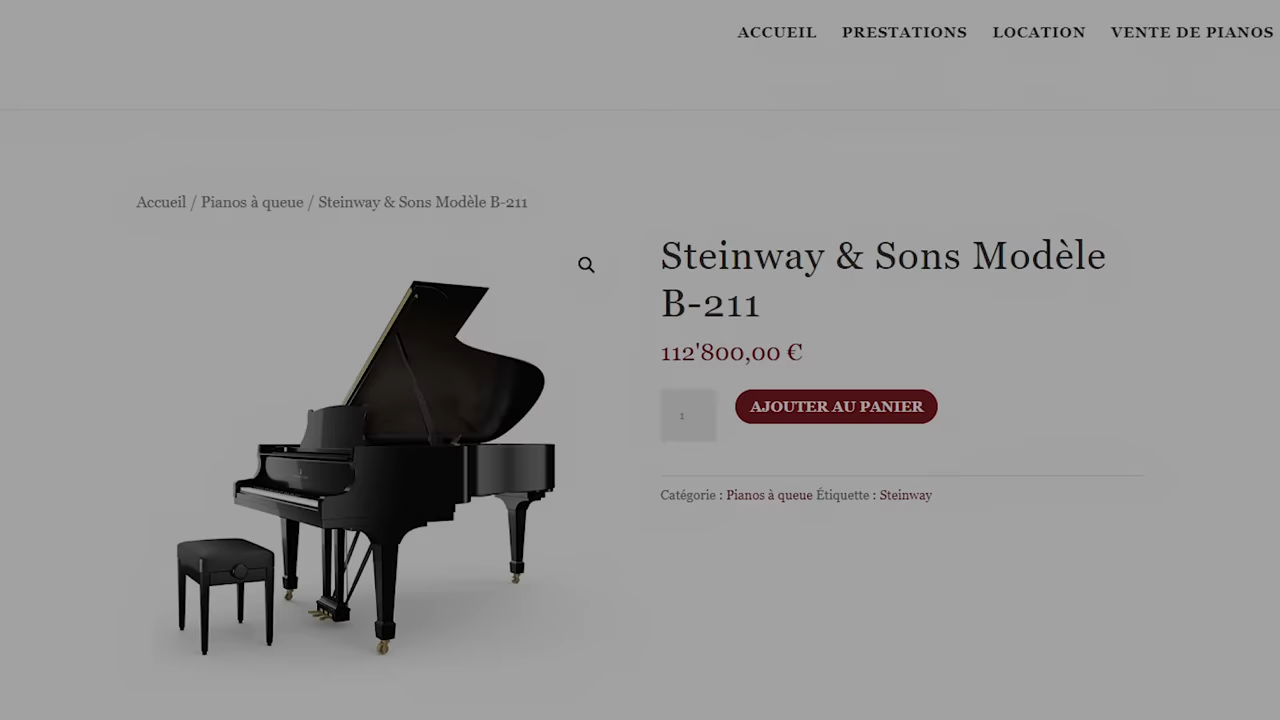 ACCUEIL PRESTATIONS LOCATION VENTE DE PIANOS
Accueil / Pianos à queue / Steinway & Sons Modèle B-211
Steinway & Sons Modèle
B-211
112'800,00 €
1
AJOUTER AU PANIER
Catégorie : Pianos à queue Étiquette : Steinway